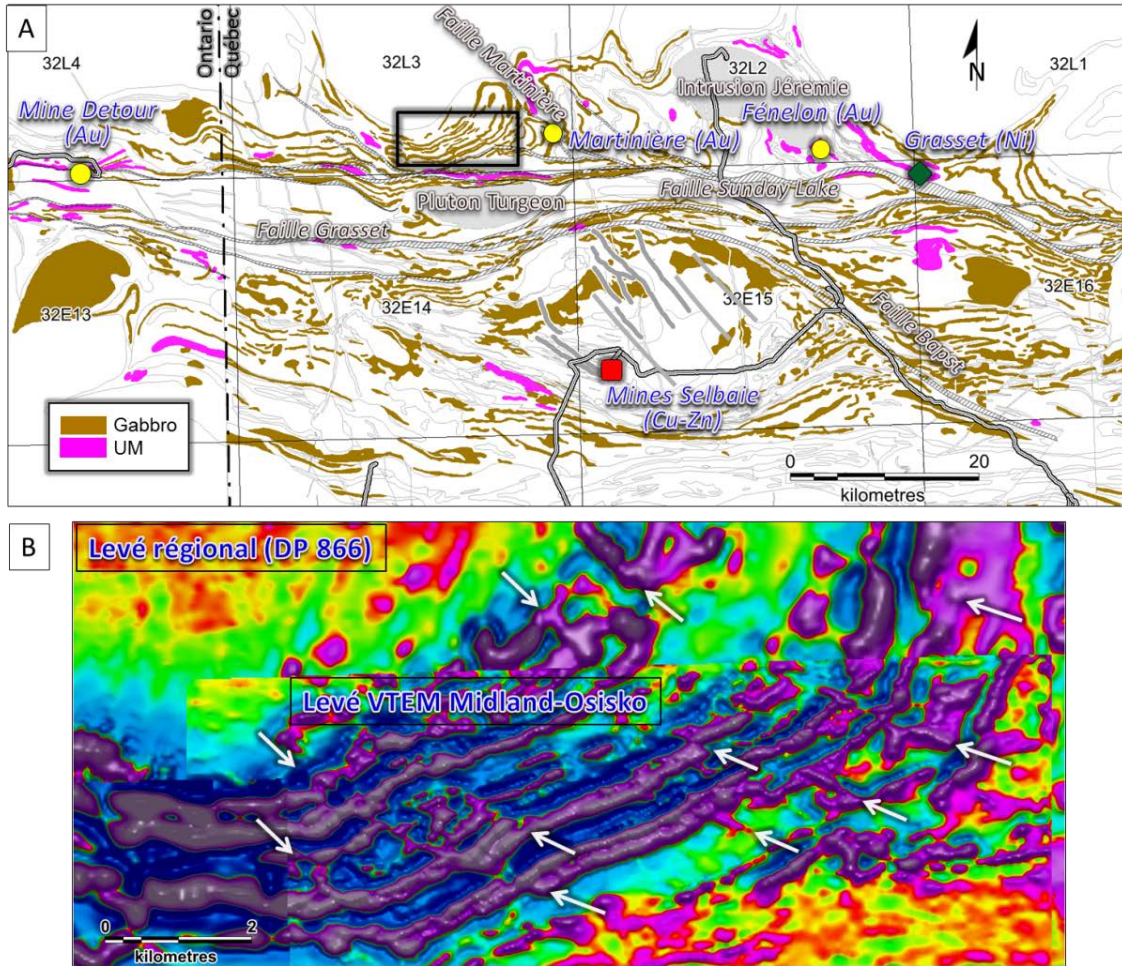 A
Ontario
Québec
Faille Martinière
N
32L4
32L3
32L2
32L1
Intrusion Jéremie
Mine Detour
(Au)
Fénelon (Au)
Martinière (Au)
Grasset (Ni)
Faille Sunday Lake
Pluton Turgeon
Faille Grasset
32E13
32E14
32E15
32E16
Faille Bapst
Mines Selbaie
(Cu-Zn)
Gabbro
UM
0 20
kilometres
B
Levé régional (DP 866)
Levé VTEM Midland-Osisko
0 2
kilometres